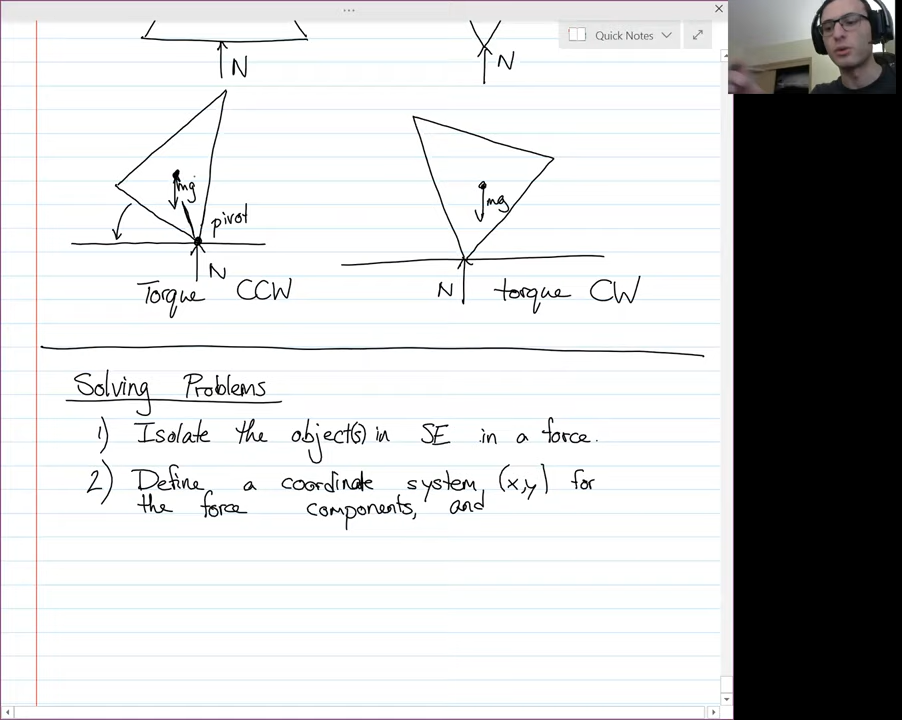 Quick Notes
N
N
mg
pivot
N
Torque CCW
mg
N
torque CW
Solving Problems
1) Isolate the object(s) in SE in a force.
2) Define a coordinate system (x,y) for
the force components, and